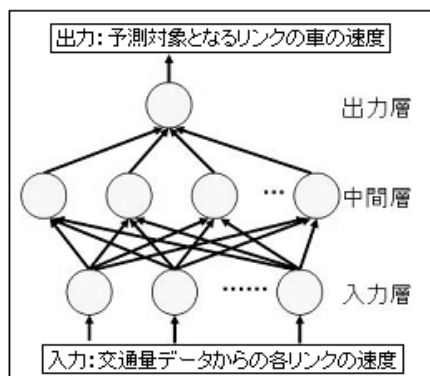 出力：予測対象となるリンクの車の速度
出力層
… 中間層
…… 入力層
入力：交通量データからの各リンクの速度